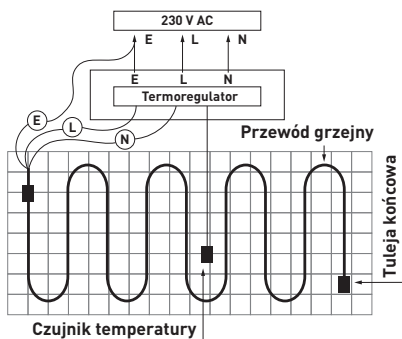 230 V AC
E L N
E L N
Termoregulator
E
L
N
Przewód grzejny
Tuleja końcowa
Czujnik temperatury